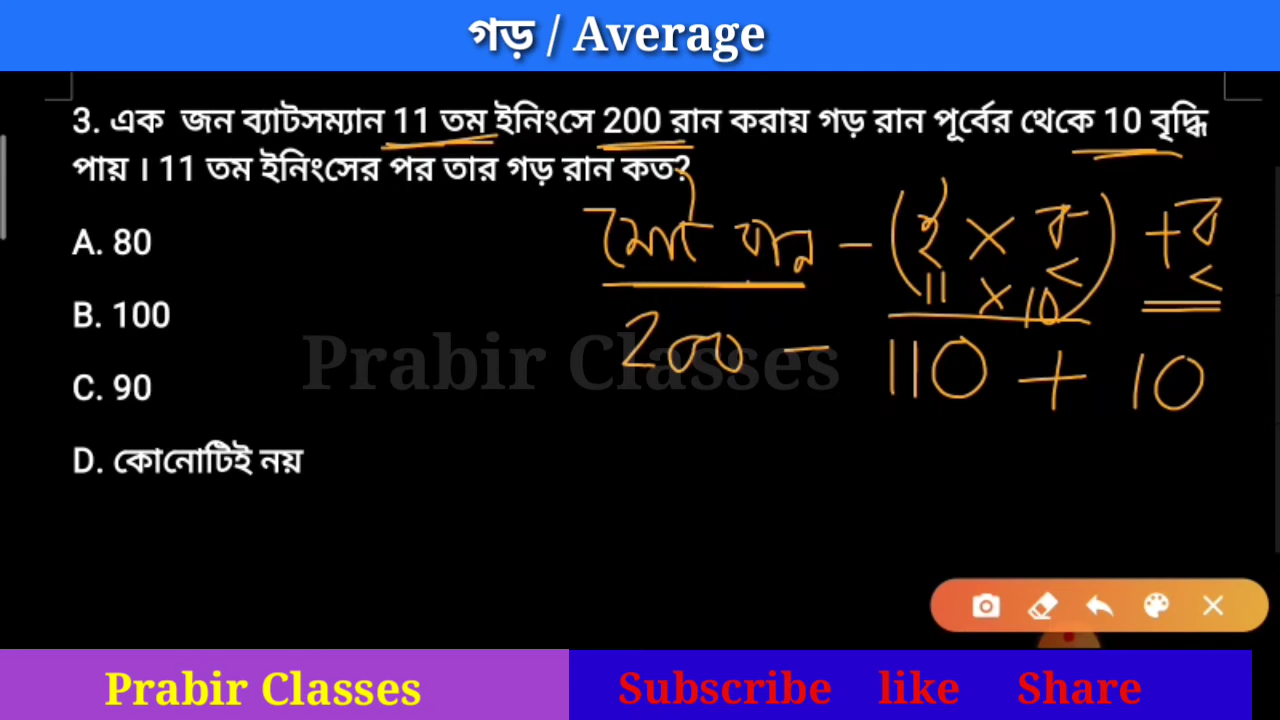 গড় / Average
3. এক জন ব্যাটসম্যান 11 তম ইনিংসে 200 রান করায় গড় রান পূর্বের থেকে 10 বৃদ্ধি
পায় । 11 তম ইনিংসের পর তার গড় রান কত?
মোট রান - (ই × ব) + ব
11 × 10
A. 80
B. 100
200 - 110 + 10
Prabir Classes
C. 90
D. কোনোটিই নয়
Prabir Classes
Subscribe like Share